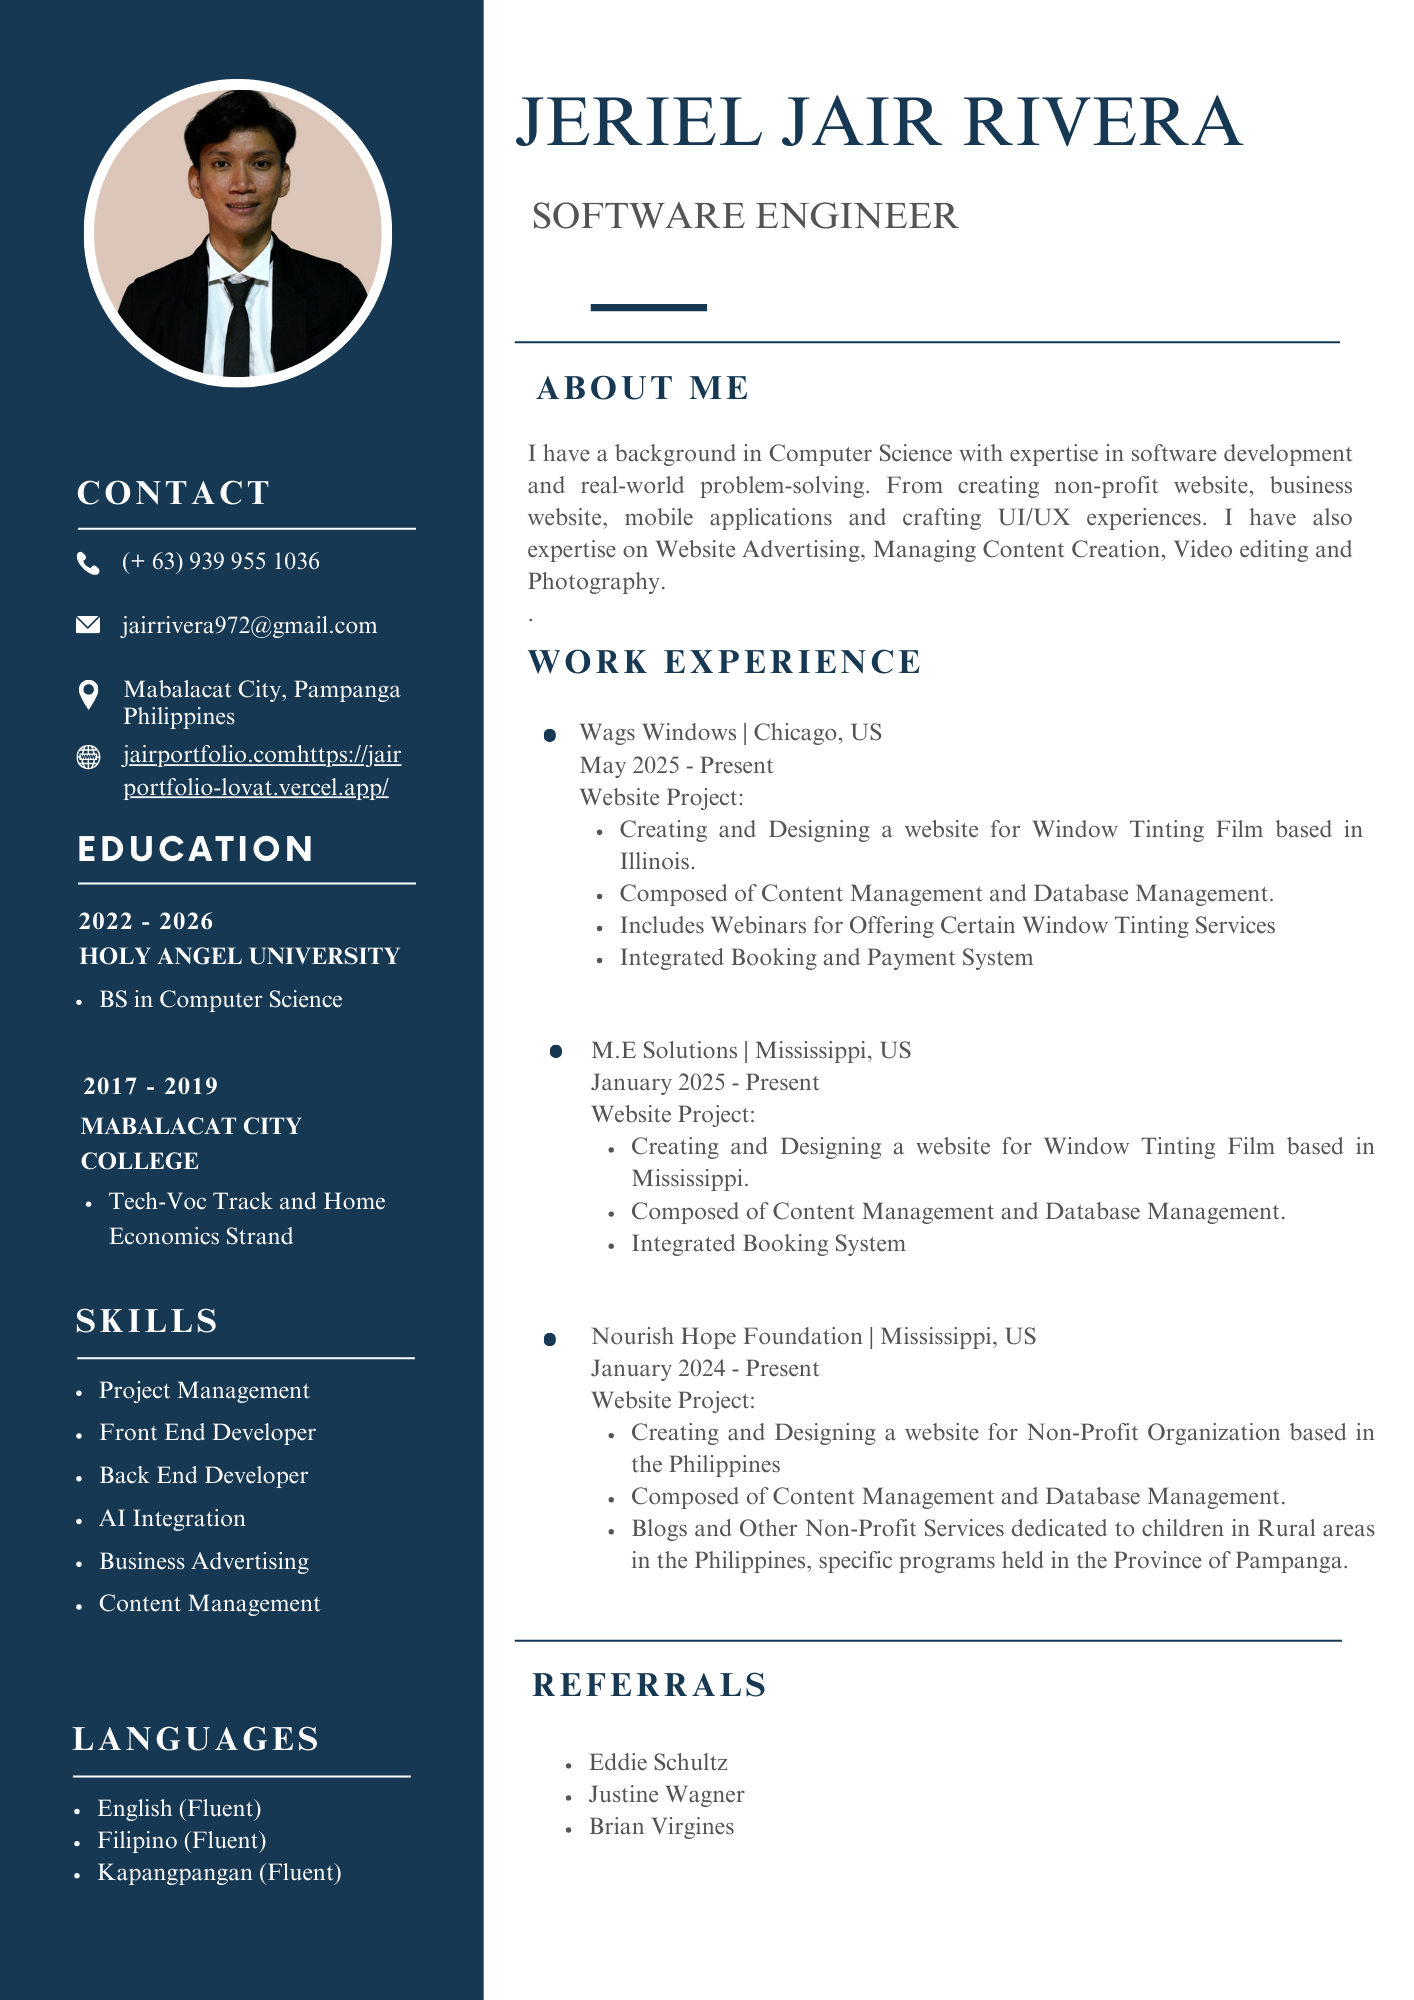 JERIEL JAIR RIVERA
SOFTWARE ENGINEER
CONTACT
(+ 63) 939 955 1036
jairrivera972@gmail.com
Mabalacat City, Pampanga
Philippines
jairportfolio.comhttps://jair
portfolio-lovat.vercel.app/
EDUCATION
2022 - 2026
HOLY ANGEL UNIVERSITY
• BS in Computer Science
2017 - 2019
MABALACAT CITY
COLLEGE
• Tech-Voc Track and Home
Economics Strand
SKILLS
• Project Management
• Front End Developer
• Back End Developer
• AI Integration
• Business Advertising
• Content Management
LANGUAGES
• English (Fluent)
• Filipino (Fluent)
• Kapangpangan (Fluent)
ABOUT ME
I have a background in Computer Science with expertise in software development
and real-world problem-solving. From creating non-profit website, business
website, mobile applications and crafting UI/UX experiences. I have also
expertise on Website Advertising, Managing Content Creation, Video editing and
Photography.
.
WORK EXPERIENCE
• Wags Windows | Chicago, US
May 2025 - Present
Website Project:
• Creating and Designing a website for Window Tinting Film based in
Illinois.
• Composed of Content Management and Database Management.
• Includes Webinars for Offering Certain Window Tinting Services
• Integrated Booking and Payment System
• M.E Solutions | Mississippi, US
January 2025 - Present
Website Project:
• Creating and Designing a website for Window Tinting Film based in
Mississippi.
• Composed of Content Management and Database Management.
• Integrated Booking System
• Nourish Hope Foundation | Mississippi, US
January 2024 - Present
Website Project:
• Creating and Designing a website for Non-Profit Organization based in
the Philippines
• Composed of Content Management and Database Management.
• Blogs and Other Non-Profit Services dedicated to children in Rural areas
in the Philippines, specific programs held in the Province of Pampanga.
REFERRALS
• Eddie Schultz
• Justine Wagner
• Brian Virgines